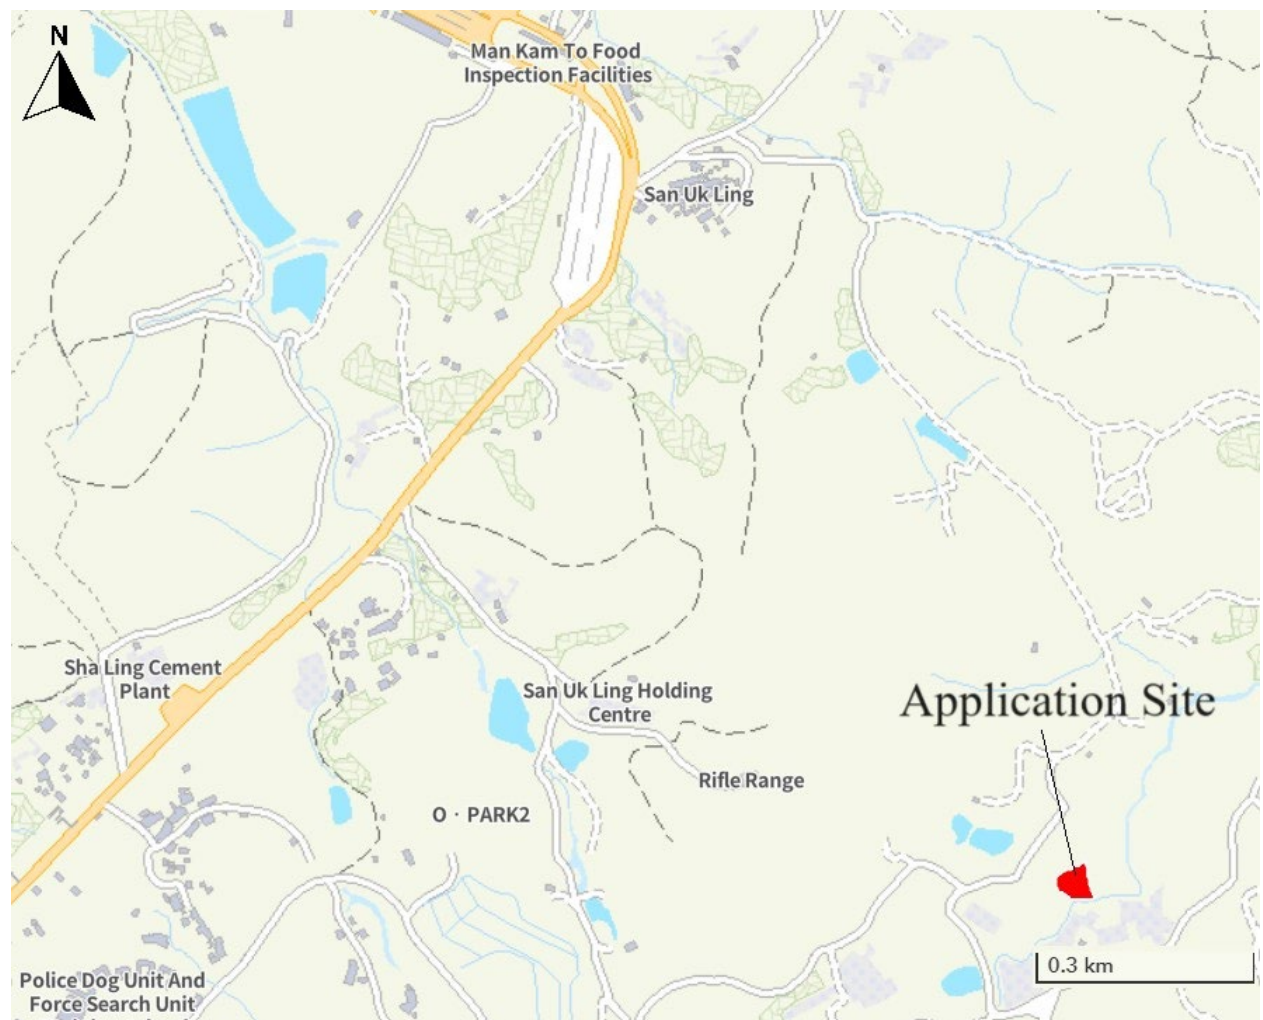 N
Man Kam To Food
Inspection Facilities
San Uk Ling
Sha Ling Cement
Plant
San Uk Ling Holding
Centre
Application Site
Rifle Range
O · PARK2
0.3 km
Police Dog Unit And
Force Search Unit